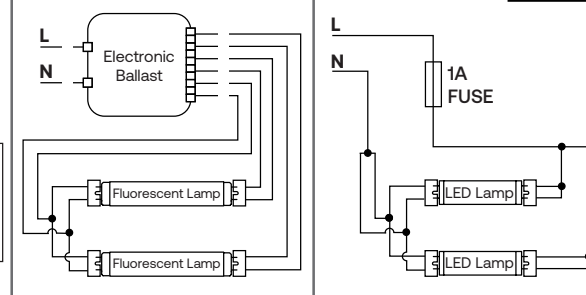 L
N
Electronic
Ballast
Fluorescent Lamp
Fluorescent Lamp
L
N
1A
FUSE
LED Lamp
LED Lamp